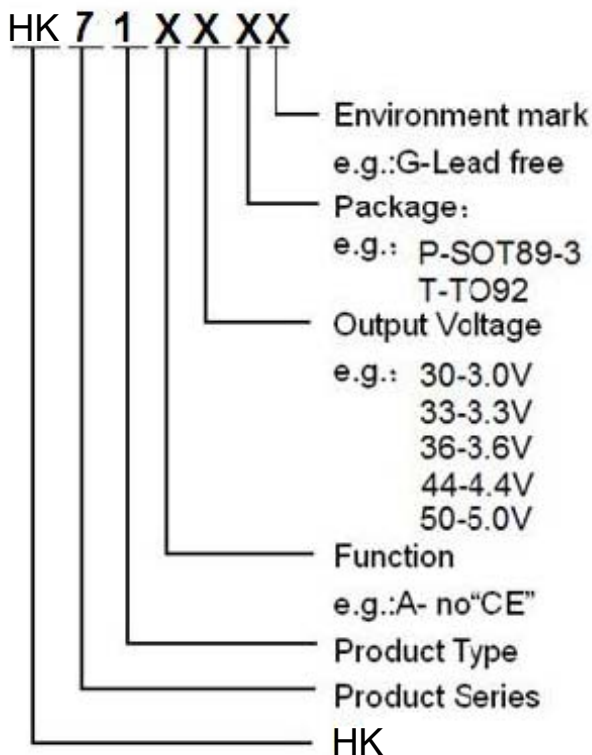 HK 7 1 X X X X
Environment mark
e.g.:G-Lead free
Package：
e.g.： P-SOT89-3
T-TO92
Output Voltage
e.g.： 30-3.0V
33-3.3V
36-3.6V
44-4.4V
50-5.0V
Function
e.g.:A- no“CE”
Product Type
Product Series
HK